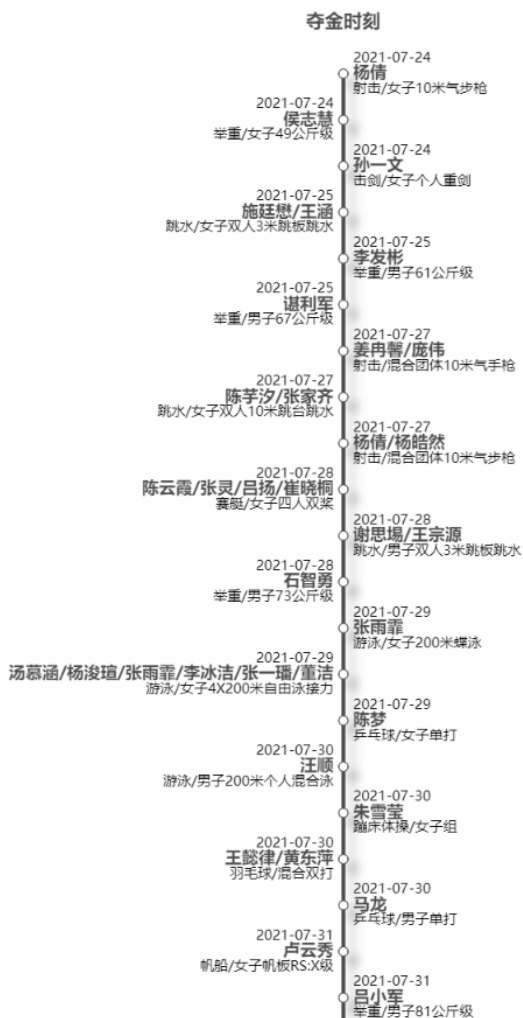 夺金时刻
2021-07-24
杨倩
射击/女子10米气步枪
2021-07-24
侯志慧
举重/女子49公斤级
2021-07-24
孙一文
击剑/女子个人重剑
2021-07-25
施廷懋/王涵
跳水/女子双人3米跳板跳水
2021-07-25
李发彬
举重/男子61公斤级
2021-07-25
谌利军
举重/男子67公斤级
2021-07-27
姜冉馨/庞伟
射击/混合团体10米气手枪
2021-07-27
陈芋汐/张家齐
跳水/女子双人10米跳台跳水
2021-07-27
杨倩/杨皓然
射击/混合团体10米气步枪
2021-07-28
陈云霞/张灵/吕扬/崔晓桐
赛艇/女子四人双桨
2021-07-28
谢思埸/王宗源
跳水/男子双人3米跳板跳水
2021-07-28
石智勇
举重/男子73公斤级
2021-07-29
张雨霏
游泳/女子200米蝶泳
2021-07-29
汤慕涵/杨浚瑄/张雨霏/李冰洁/张一璠/董洁
游泳/女子4X200米自由泳接力
2021-07-29
陈梦
乒乓球/女子单打
2021-07-30
汪顺
游泳/男子200米个人混合泳
2021-07-30
朱雪莹
蹦床体操/女子组
2021-07-30
王懿律/黄东萍
羽毛球/混合双打
2021-07-30
马龙
乒乓球/男子单打
2021-07-31
卢云秀
帆船/女子帆板RS:X级
2021-07-31
吕小军
举重/男子81公斤级